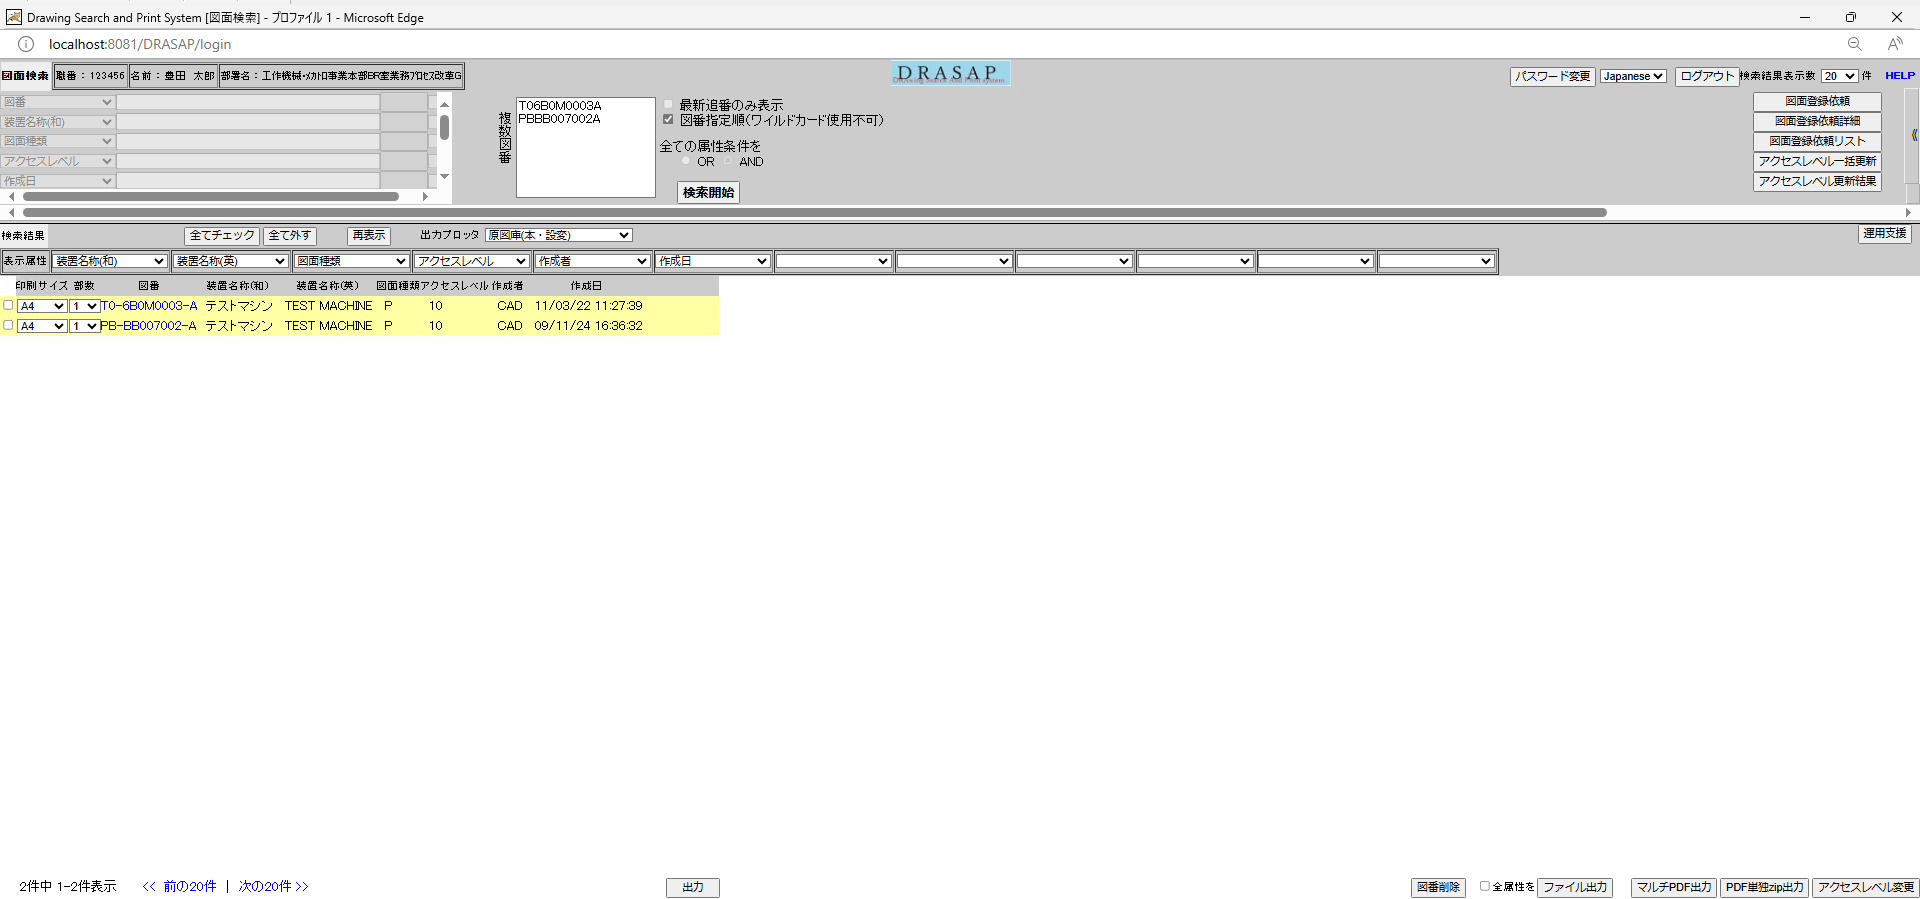 Drawing Search and Print System [図面検索] - プロファイル 1 - Microsoft Edge
localhost:8081/DRASAP/login
図面検索 職番：123456 名前：豊田 太郎 部署名：工作機械・メカトロ事業本部BR室業務プロセス改革G
DRASAP
Drawing Search And Print System
パスワード変更 Japanese ログアウト 検索結果表示数 20 件 HELP
図番
装置名称(和)
図面種類
アクセスレベル
作成日
複数図番
T06B0M0003A
PBBB007002A
最新追番のみ表示
図番指定順(ワイルドカード使用不可)
全ての属性条件を
OR AND
検索開始
図面登録依頼
図面登録依頼詳細
図面登録依頼リスト
アクセスレベル一括更新
アクセスレベル更新結果
《
検索結果 全てチェック 全て外す 再表示 出力プロッタ 原図庫(本・設変) 運用支援
表示属性 装置名称(和) 装置名称(英) 図面種類 アクセスレベル 作成者 作成日
印刷サイズ 部数 図番 装置名称(和) 装置名称(英) 図面種類 アクセスレベル 作成者 作成日
A4 1 T0-6B0M0003-A テストマシン TEST MACHINE P 10 CAD 11/03/22 11:27:39
A4 1 PB-BB007002-A テストマシン TEST MACHINE P 10 CAD 09/11/24 16:36:32
2件中 1-2件表示 << 前の20件 | 次の20件 >> 出力 図番削除 全属性を ファイル出力 マルチPDF出力 PDF単独zip出力 アクセスレベル変更